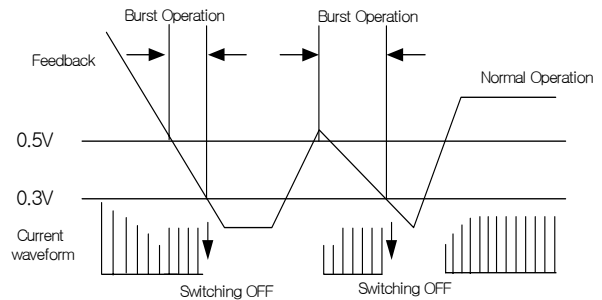 Burst Operation
Burst Operation
Feedback
Normal Operation
0.5V
0.3V
Current
waveform
Switching OFF
Switching OFF